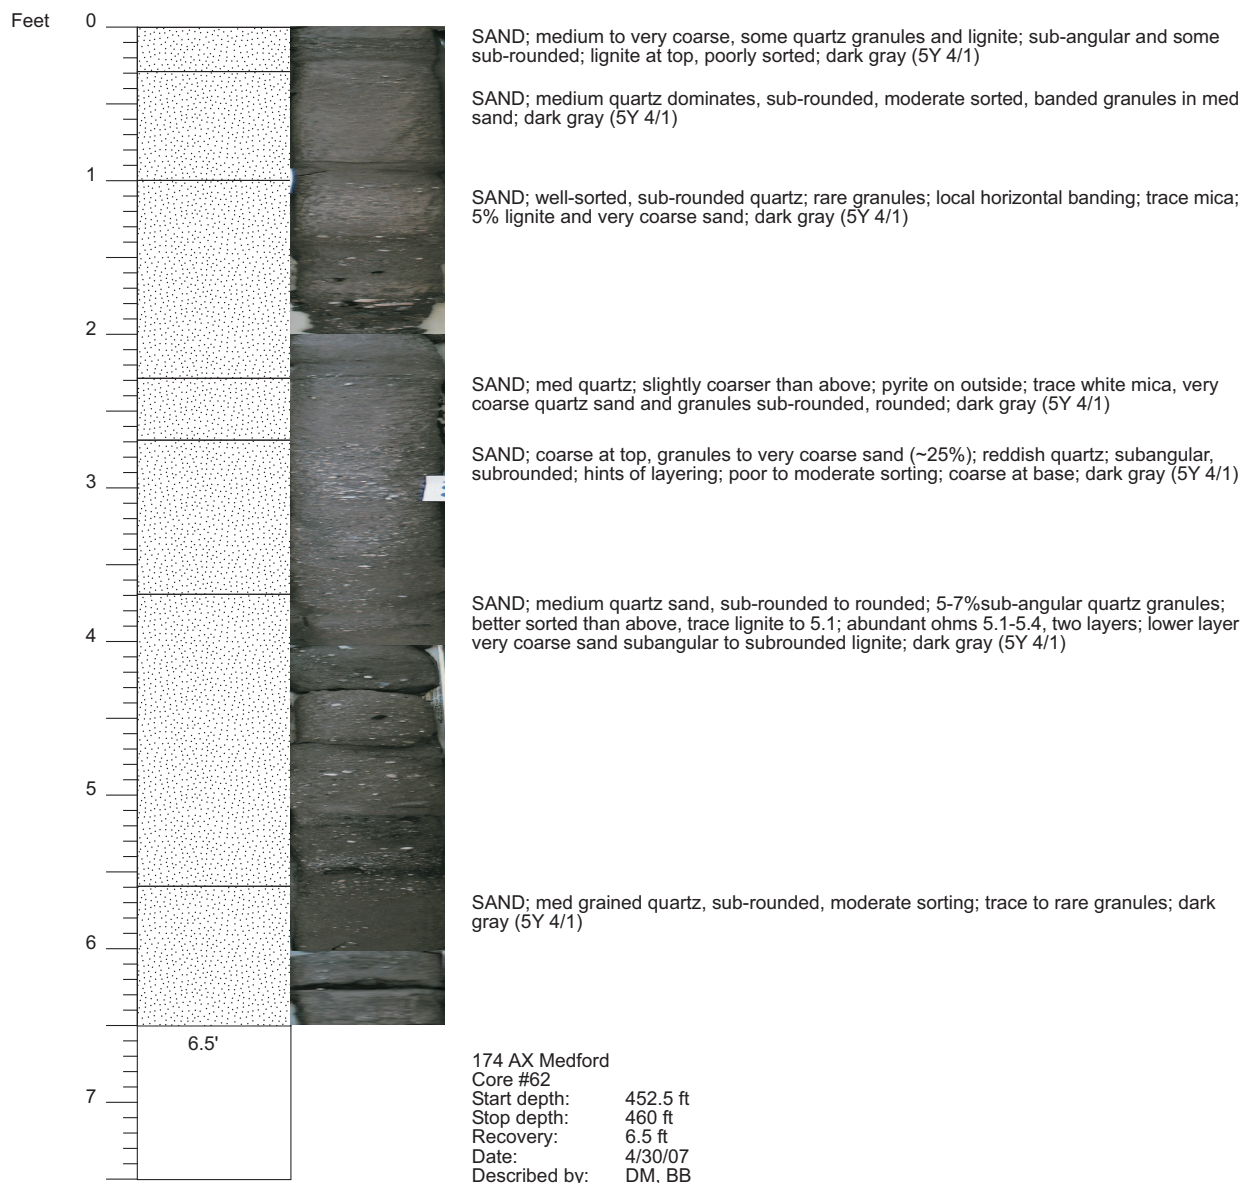 Feet
0
SAND; medium to very coarse, some quartz granules and lignite; sub-angular and some
sub-rounded; lignite at top, poorly sorted; dark gray (5Y 4/1)
SAND; medium quartz dominates, sub-rounded, moderate sorted, banded granules in med
sand; dark gray (5Y 4/1)
1
SAND; well-sorted, sub-rounded quartz; rare granules; local horizontal banding; trace mica;
5% lignite and very coarse sand; dark gray (5Y 4/1)
2
SAND; med quartz; slightly coarser than above; pyrite on outside; trace white mica, very
coarse quartz sand and granules sub-rounded, rounded; dark gray (5Y 4/1)
SAND; coarse at top, granules to very coarse sand (~25%); reddish quartz; subangular,
subrounded; hints of layering; poor to moderate sorting; coarse at base; dark gray (5Y 4/1)
3
SAND; medium quartz sand, sub-rounded to rounded; 5-7%sub-angular quartz granules;
better sorted than above, trace lignite to 5.1; abundant ohms 5.1-5.4, two layers; lower layer
very coarse sand subangular to subrounded lignite; dark gray (5Y 4/1)
4
5
SAND; med grained quartz, sub-rounded, moderate sorting; trace to rare granules; dark
gray (5Y 4/1)
6
6.5'
7
174 AX Medford
Core #62
Start depth: 452.5 ft
Stop depth: 460 ft
Recovery: 6.5 ft
Date: 4/30/07
Described by: DM, BB